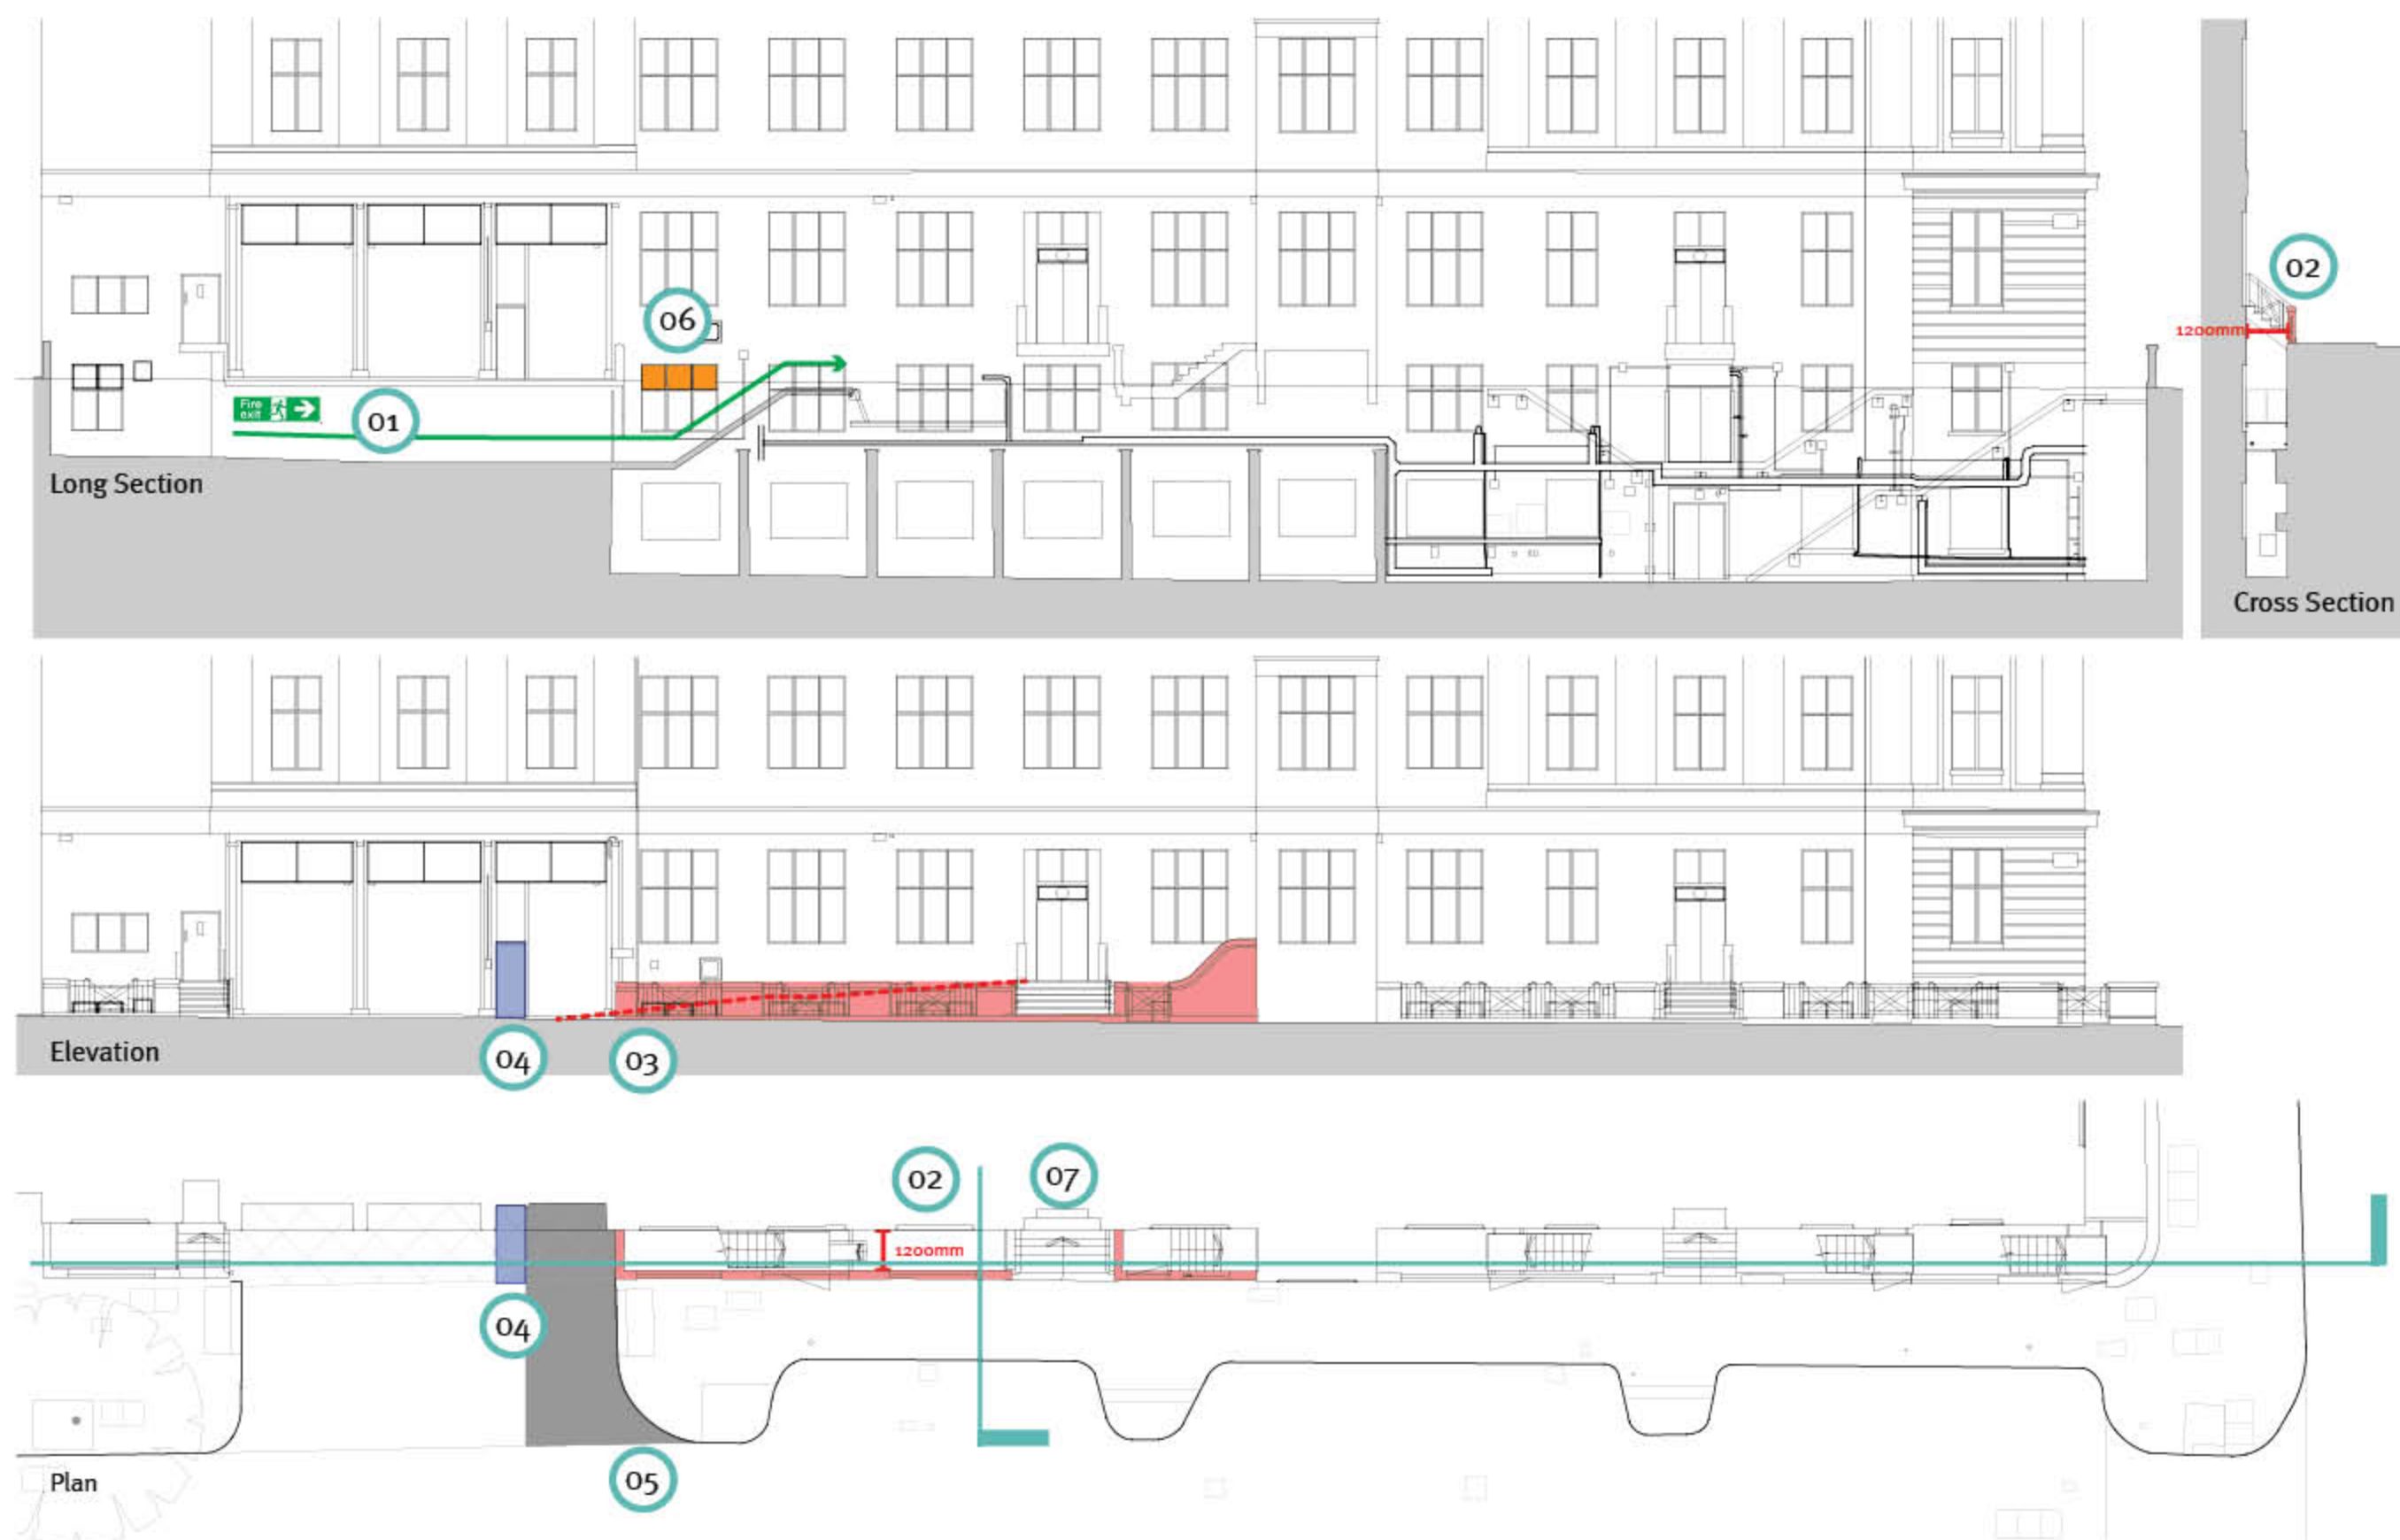 02
1200mm
06
Fire
exit
01
Long Section
Cross Section
Elevation
04
03
02
07
1200mm
04
05
Plan